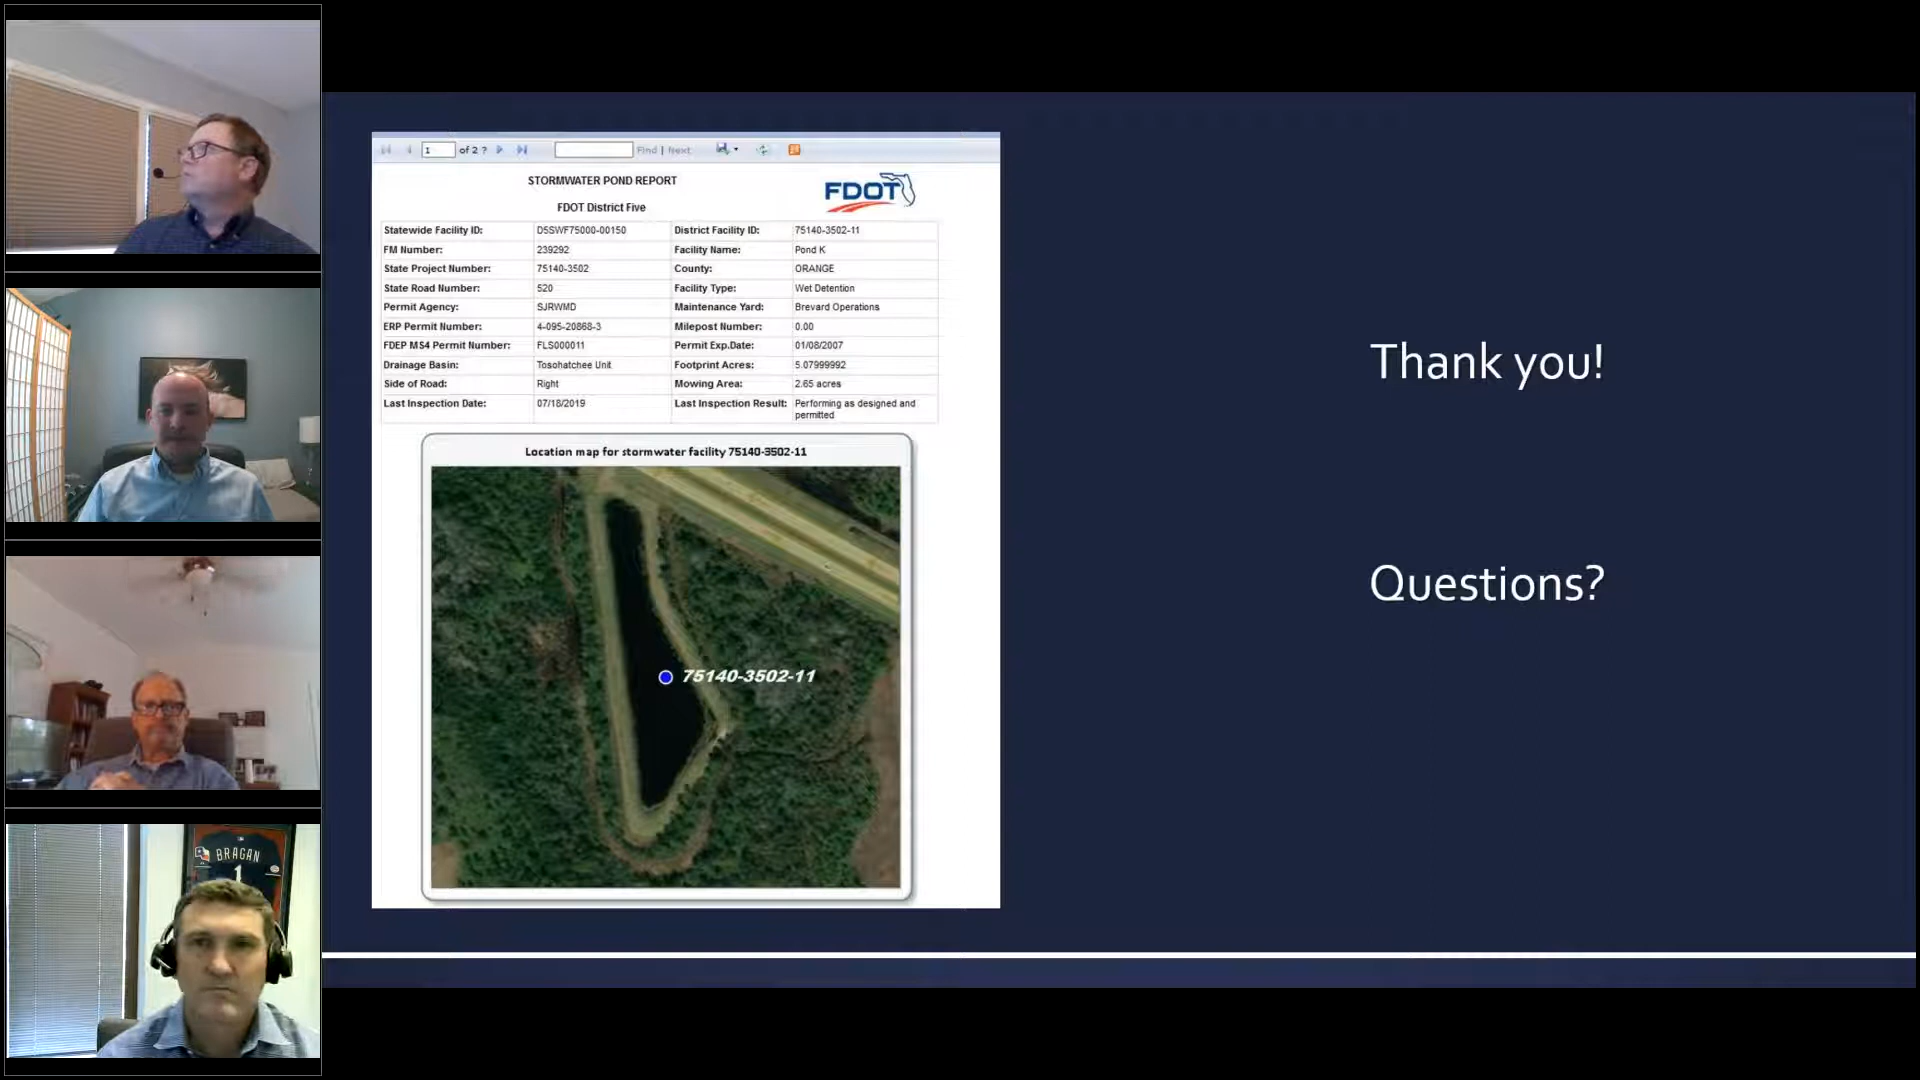 BRAGAN
1
1 of 2 ? Find | Next
STORMWATER POND REPORT
FDOT
FDOT District Five
Statewide Facility ID: D5SWF75000-00150 District Facility ID: 75140-3502-11
FM Number: 239292 Facility Name: Pond K
State Project Number: 75140-3502 County: ORANGE
State Road Number: 520 Facility Type: Wet Detention
Permit Agency: SJRWMD Maintenance Yard: Brevard Operations
ERP Permit Number: 4-095-20868-3 Milepost Number: 0.00
FDEP MS4 Permit Number: FLS000011 Permit Exp.Date: 01/08/2007
Drainage Basin: Tosohatchee Unit Footprint Acres: 5.07999992
Side of Road: Right Mowing Area: 2.65 acres
Last Inspection Date: 07/18/2019 Last Inspection Result: Performing as designed and
permitted
Location map for stormwater facility 75140-3502-11
75140-3502-11
Thank you!
Questions?